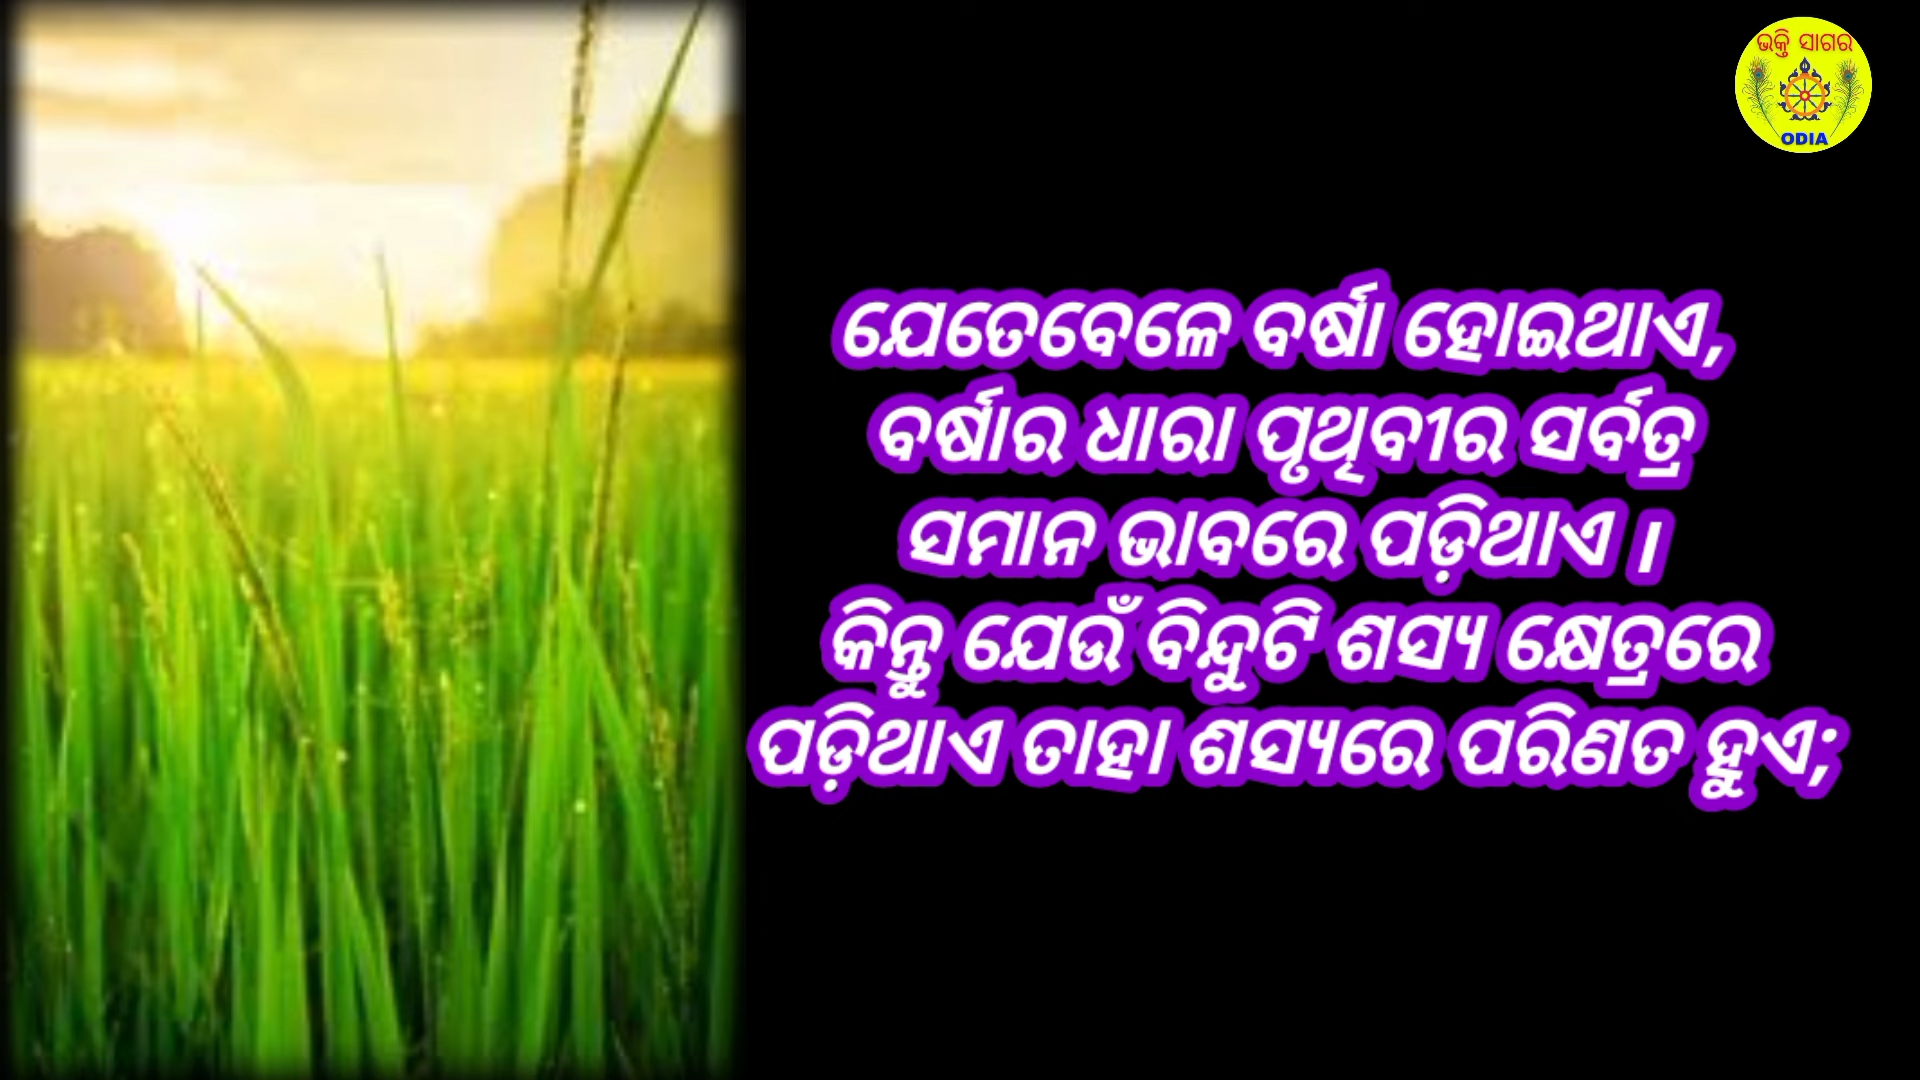 ଭକ୍ତି ସାଗର
ODIA
ଯେତେବେଳେ ବର୍ଷା ହୋଇଥାଏ,
ବର୍ଷାର ଧାରା ପୃଥିବୀର ସର୍ବତ୍ର
ସମାନ ଭାବରେ ପଡ଼ିଥାଏ ।
କିନ୍ତୁ ଯେଉଁ ବିନ୍ଦୁଟି ଶସ୍ୟ କ୍ଷେତ୍ରରେ
ପଡ଼ିଥାଏ ତାହା ଶସ୍ୟରେ ପରିଣତ ହୁଏ;